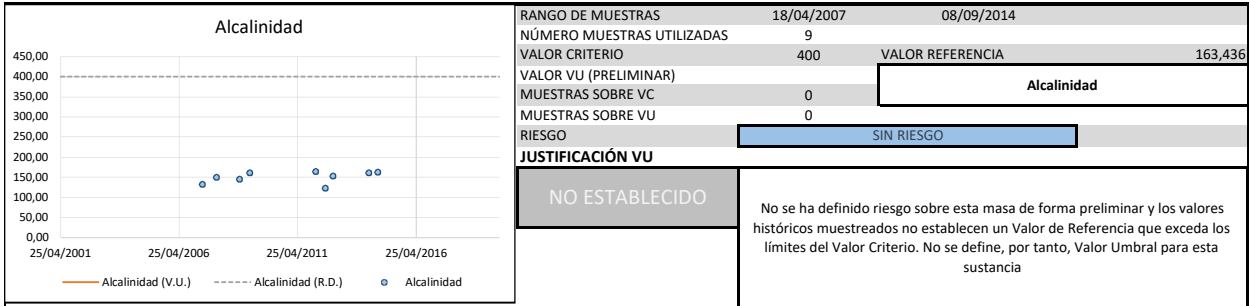 Alcalinidad
450,00
400,00
350,00
300,00
250,00
200,00
150,00
100,00
50,00
0,00
25/04/2001 25/04/2006 25/04/2011 25/04/2016
Alcalinidad (V.U.) Alcalinidad (R.D.) Alcalinidad
RANGO DE MUESTRAS 18/04/2007 08/09/2014
NÚMERO MUESTRAS UTILIZADAS 9
VALOR CRITERIO 400 VALOR REFERENCIA 163,436
VALOR VU (PRELIMINAR)
Alcalinidad
MUESTRAS SOBRE VC 0
MUESTRAS SOBRE VU 0
RIESGO SIN RIESGO
JUSTIFICACIÓN VU
NO ESTABLECIDO
No se ha definido riesgo sobre esta masa de forma preliminar y los valores
históricos muestreados no establecen un Valor de Referencia que exceda los
límites del Valor Criterio. No se define, por tanto, Valor Umbral para esta
sustancia